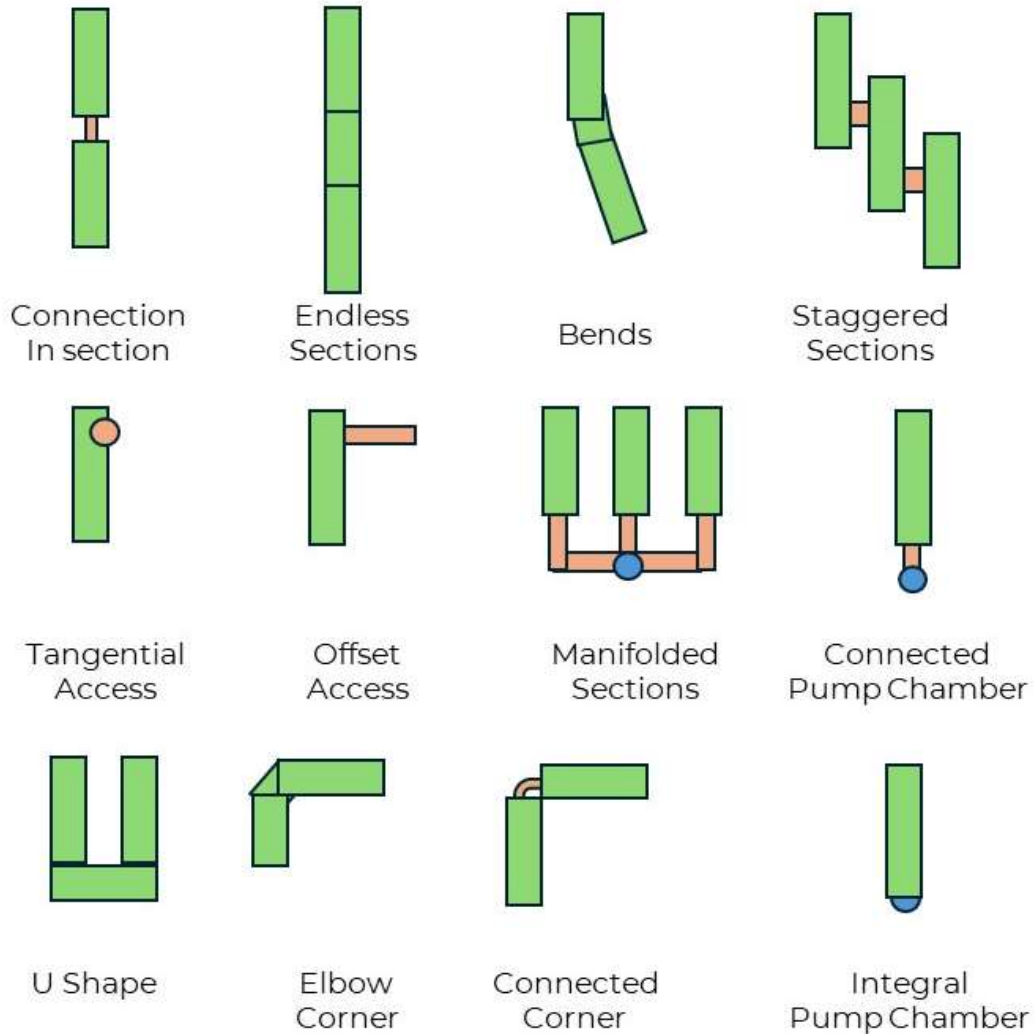 Connection
In section
Endless
Sections
Bends
Staggered
Sections
Tangential
Access
Offset
Access
Manifolded
Sections
Connected
Pump Chamber
U Shape
Elbow
Corner
Connected
Corner
Integral
Pump Chamber